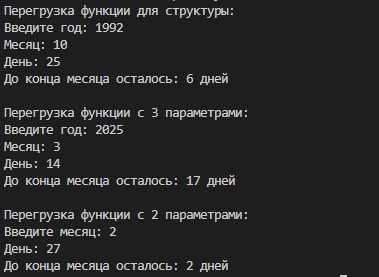 Перегрузка функции для структуры:
Введите год: 1992
Месяц: 10
День: 25
До конца месяца осталось: 6 дней
Перегрузка функции с 3 параметрами:
Введите год: 2025
Месяц: 3
День: 14
До конца месяца осталось: 17 дней
Перегрузка функции с 2 параметрами:
Введите месяц: 2
День: 27
До конца месяца осталось: 2 дней